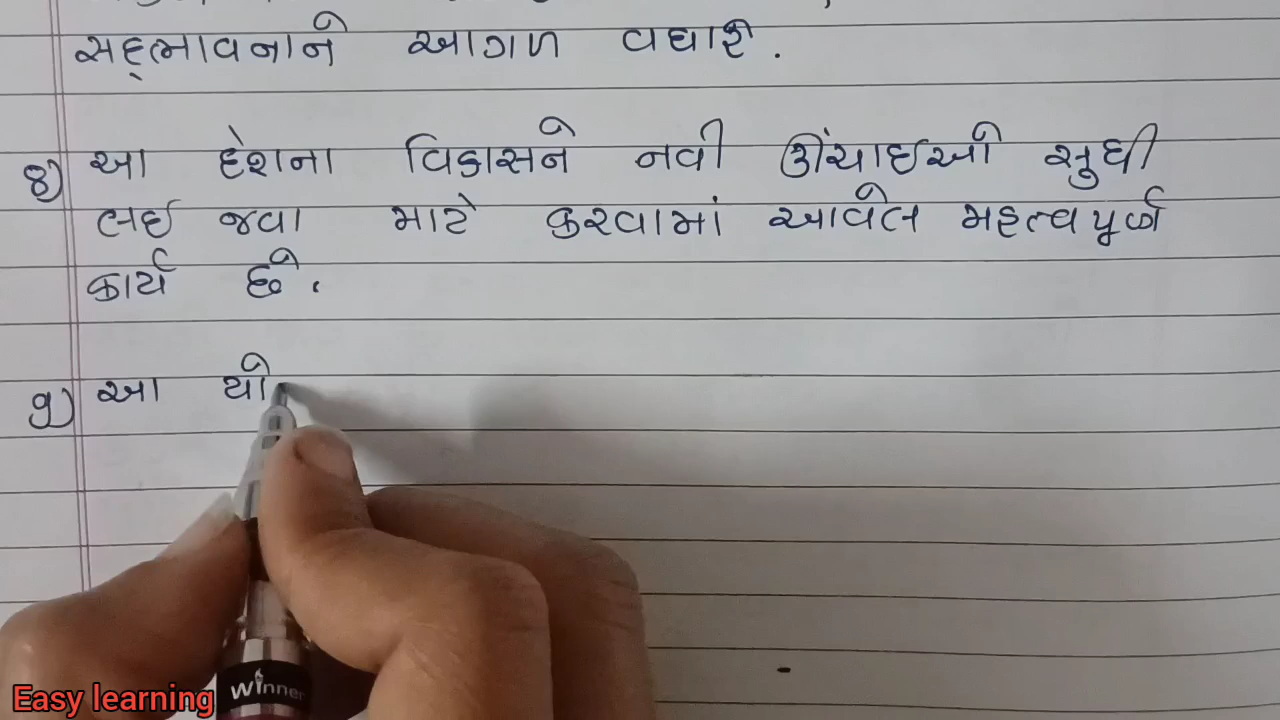 સદ્ભાવનાને આગળ વધારે.
8) આ દેશના વિકાસને નવી ઊંચાઈઓ સુધી
લઈ જવા માટે કરવામાં આવેલ મહત્વપૂર્ણ
કાર્ય છે.
9) આ યો
Winner
Easy learning